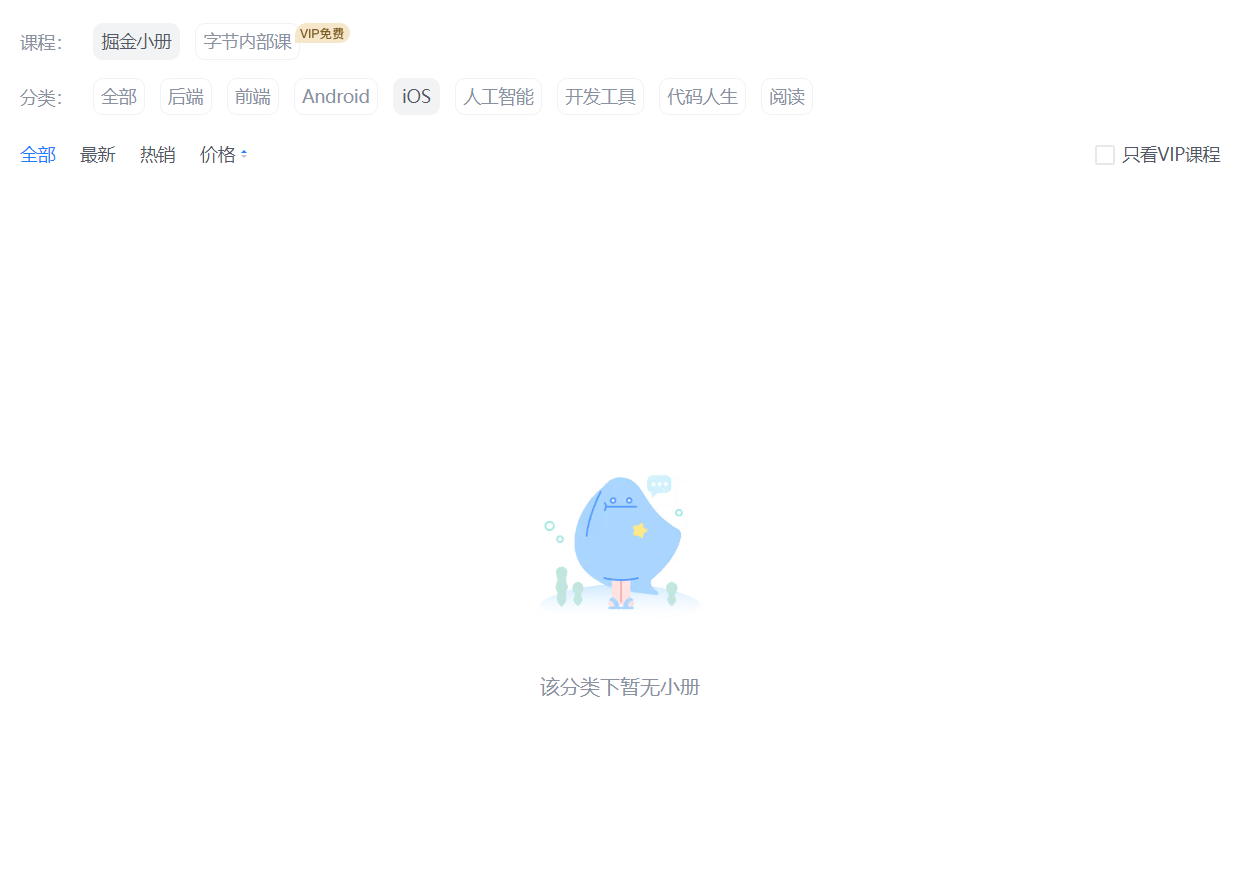 课程： 掘金小册 字节内部课 VIP免费
分类： 全部 后端 前端 Android iOS 人工智能 开发工具 代码人生 阅读
全部 最新 热销 价格 只看VIP课程
该分类下暂无小册